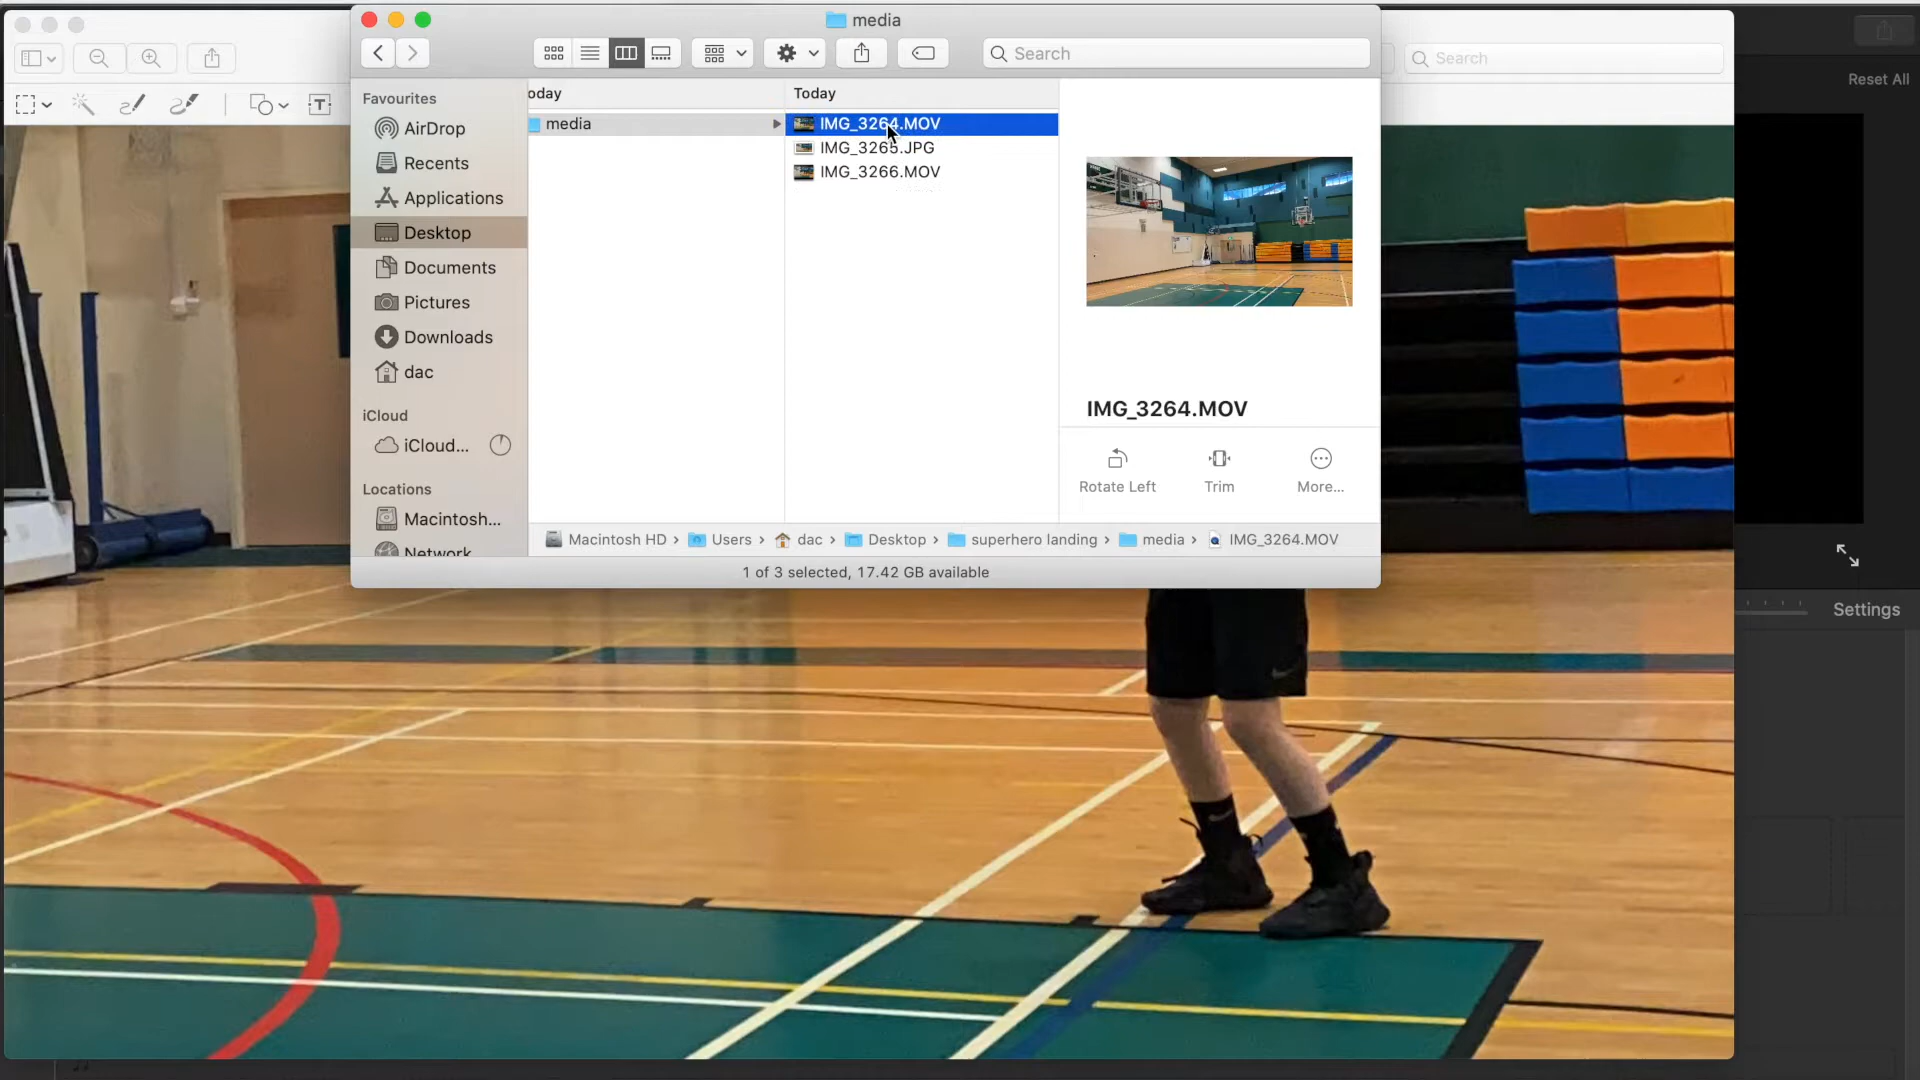 media
Search
Search
Reset All
Favourites
AirDrop
Recents
Applications
Desktop
Documents
Pictures
Downloads
dac
iCloud
iCloud...
Locations
Macintosh...
Network
oday
media
Today
IMG_3264.MOV
IMG_3265.JPG
IMG_3266.MOV
IMG_3264.MOV
Rotate Left
Trim
More...
Macintosh HD › Users › dac › Desktop › superhero landing › media › IMG_3264.MOV
1 of 3 selected, 17.42 GB available
Settings